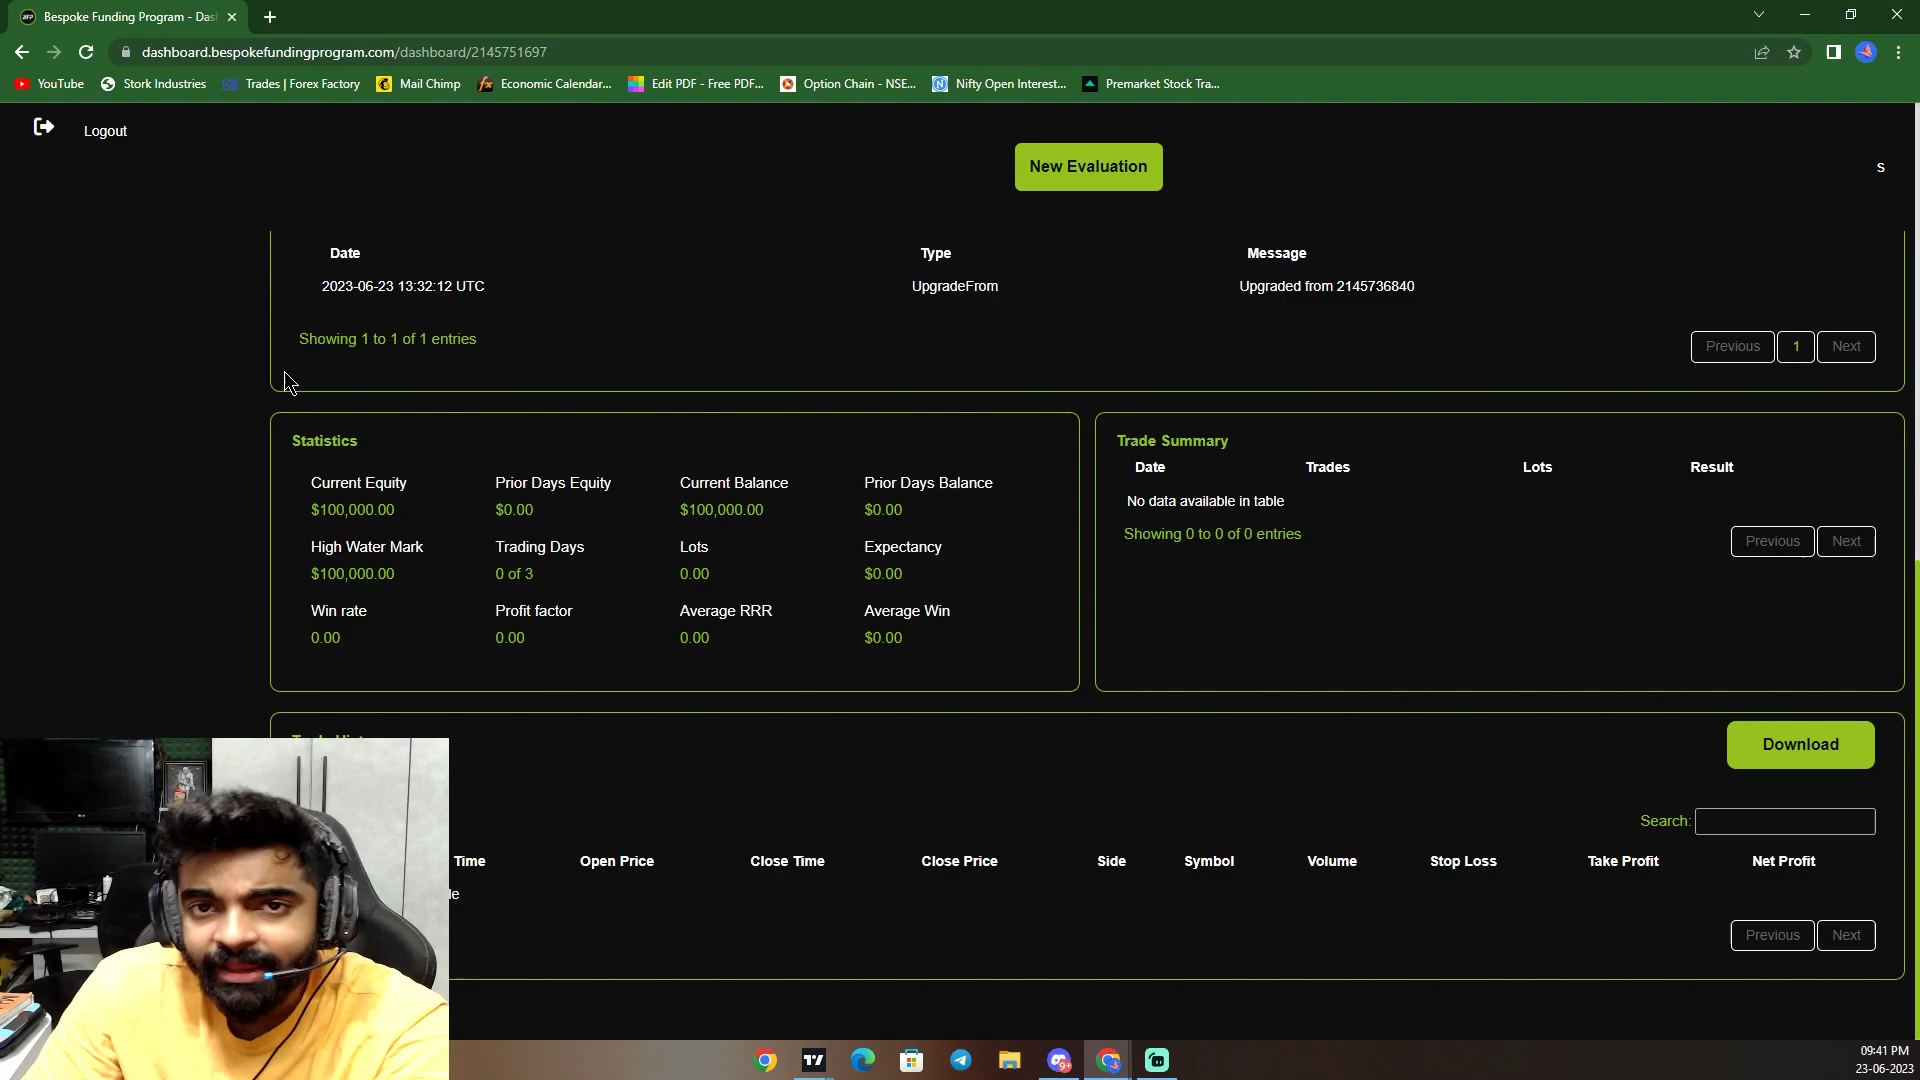 Bespoke Funding Program - Das
dashboard.bespokefundingprogram.com/dashboard/2145751697
YouTube
Stork Industries
Trades | Forex Factory
Mail Chimp
Economic Calendar...
Edit PDF - Free PDF...
Option Chain - NSE...
Nifty Open Interest...
Premarket Stock Tra...
Logout
New Evaluation
s
Date Type Message
2023-06-23 13:32:12 UTC UpgradeFrom Upgraded from 2145736840
Showing 1 to 1 of 1 entries
Previous 1 Next
Statistics
Current Equity Prior Days Equity Current Balance Prior Days Balance
$100,000.00 $0.00 $100,000.00 $0.00
High Water Mark Trading Days Lots Expectancy
$100,000.00 0 of 3 0.00 $0.00
Win rate Profit factor Average RRR Average Win
0.00 0.00 0.00 $0.00
Trade Summary
Date Trades Lots Result
No data available in table
Showing 0 to 0 of 0 entries
Previous Next
Download
Search:
Time Open Price Close Time Close Price Side Symbol Volume Stop Loss Take Profit Net Profit
le
Previous Next
9+
09:41 PM
23-06-2023